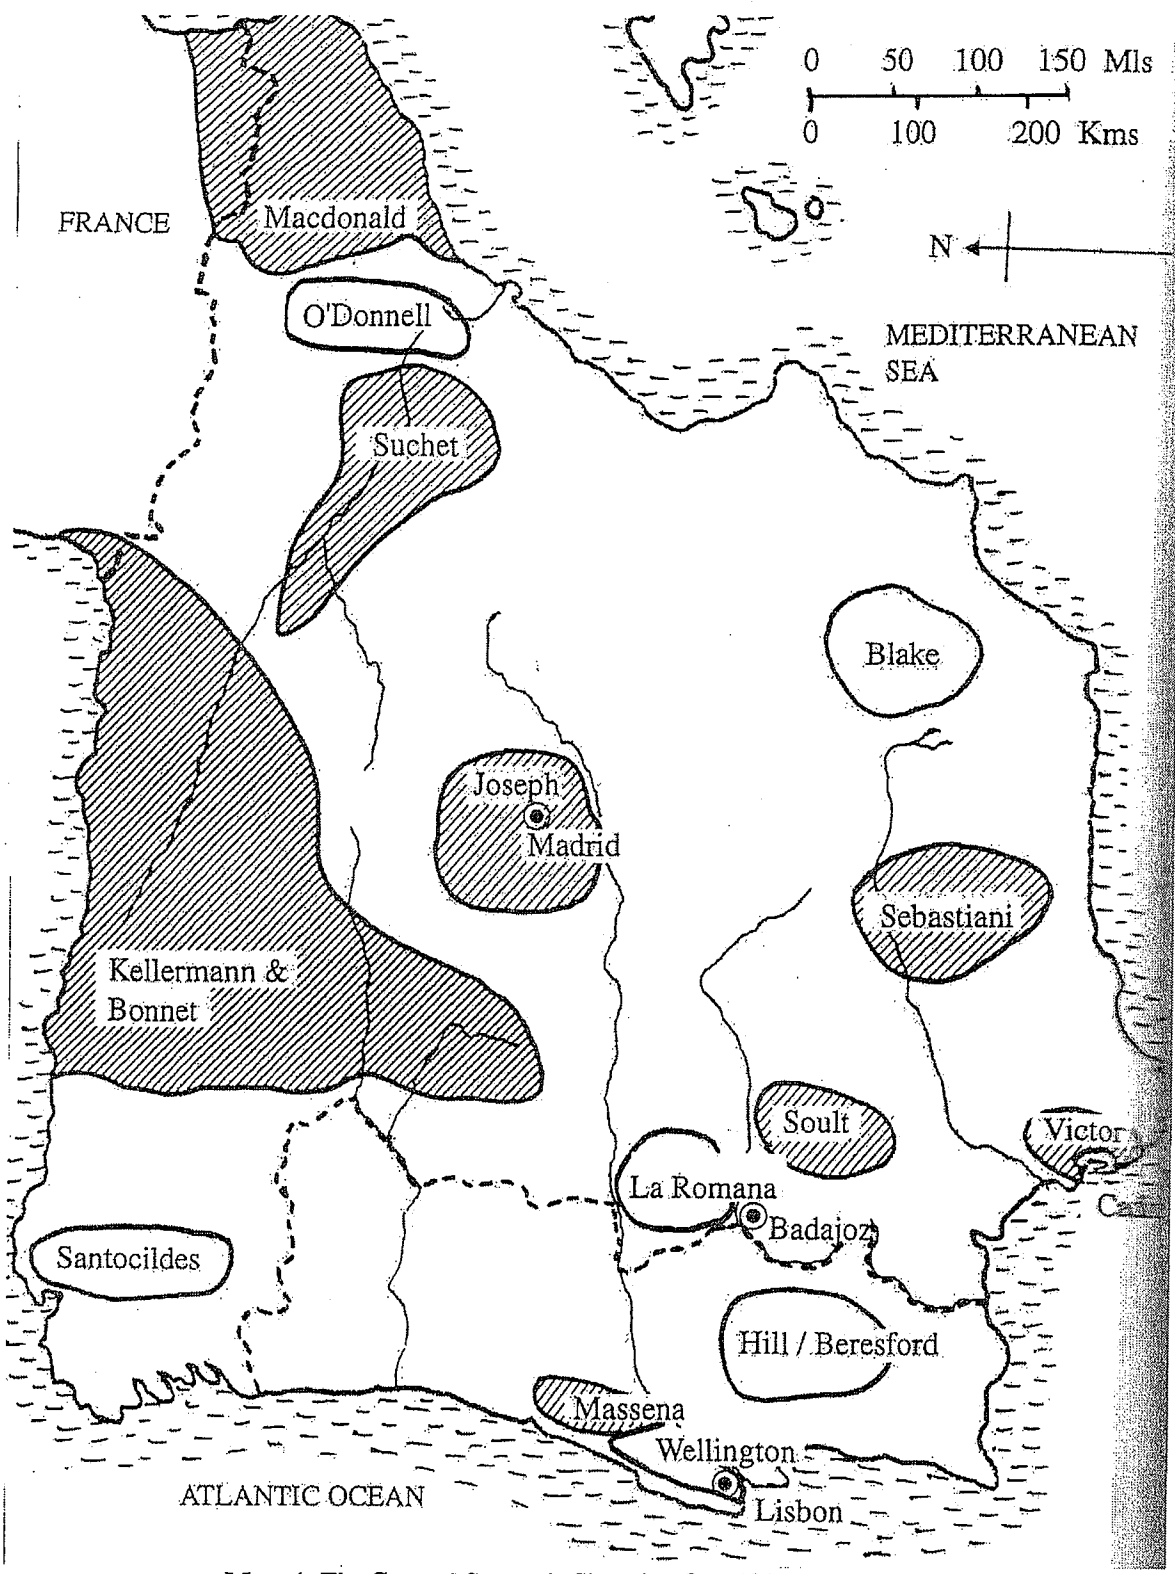 0 50 100 150 Mls
0 100 200 Kms
FRANCE
Macdonald
N
O'Donnell
MEDITERRANEAN
SEA
Suchet
Blake
Joseph
Madrid
Sebastiani
Kellermann &
Bonnet
Soult
Victor
La Romana
Badajoz
Santocildes
Hill / Beresford
Massena
Wellington
ATLANTIC OCEAN
Lisbon